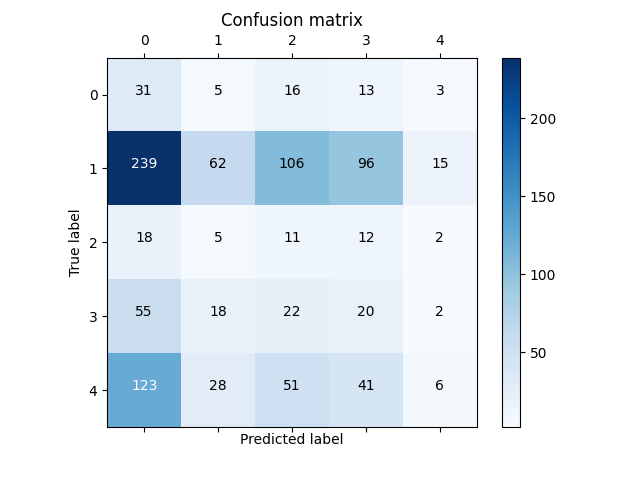 Confusion matrix
0 1 2 3 4
0 31 5 16 13 3
200
1 239 62 106 96 15
150
True label
2 18 5 11 12 2
100
3 55 18 22 20 2
50
4 123 28 51 41 6
Predicted label